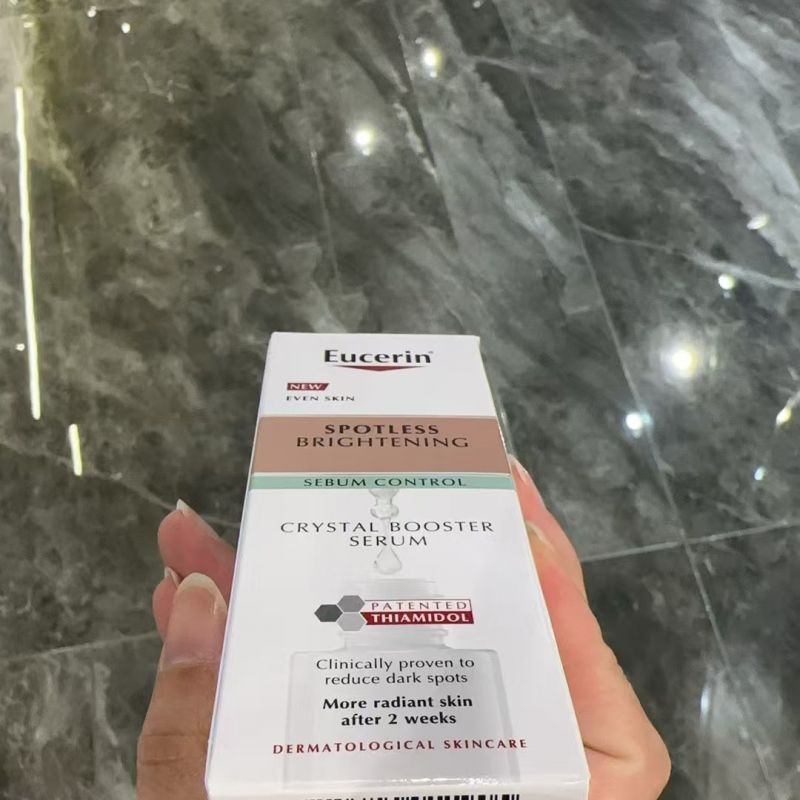 Eucerin®
NEW
EVEN SKIN
SPOTLESS
BRIGHTENING
SEBUM CONTROL
CRYSTAL BOOSTER
SERUM
PATENTED
THIAMIDOL
Clinically proven to
reduce dark spots
More radiant skin
after 2 weeks
DERMATOLOGICAL SKINCARE